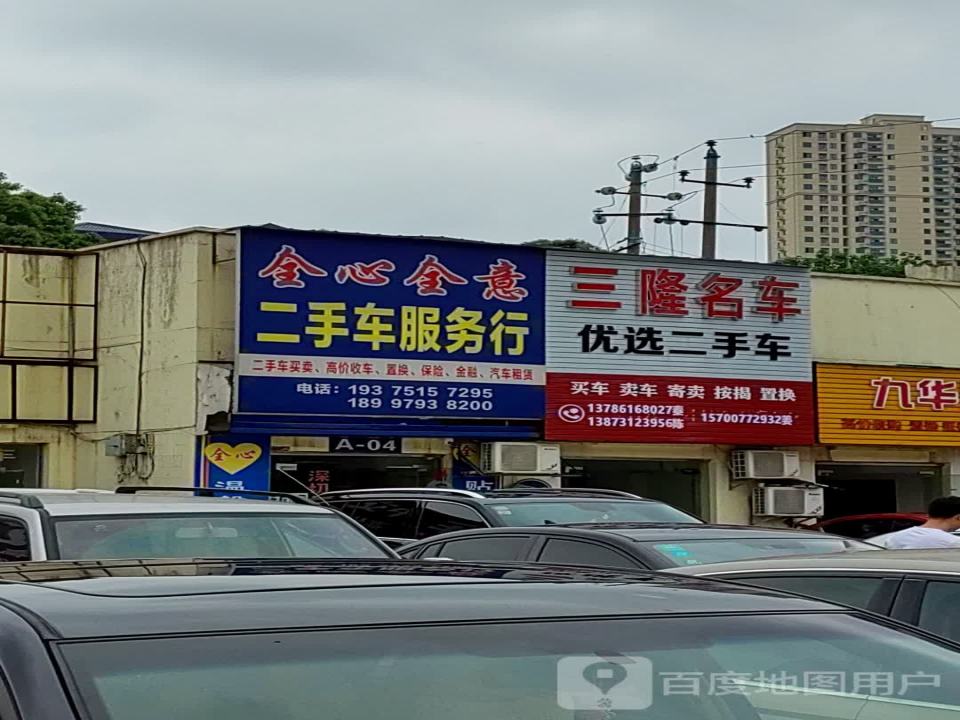 全心全意
二手车服务行
二手车买卖、高价收车、置换、保险、金融、汽车租赁
电话：193 7515 7295
189 9793 8200
三隆名车
优选二手车
买车 卖车 寄卖 按揭 置换
13786168027秦
13873123956陈
15700772932姜
九华
A-04
全心
全
深切
贴
百度地图用户